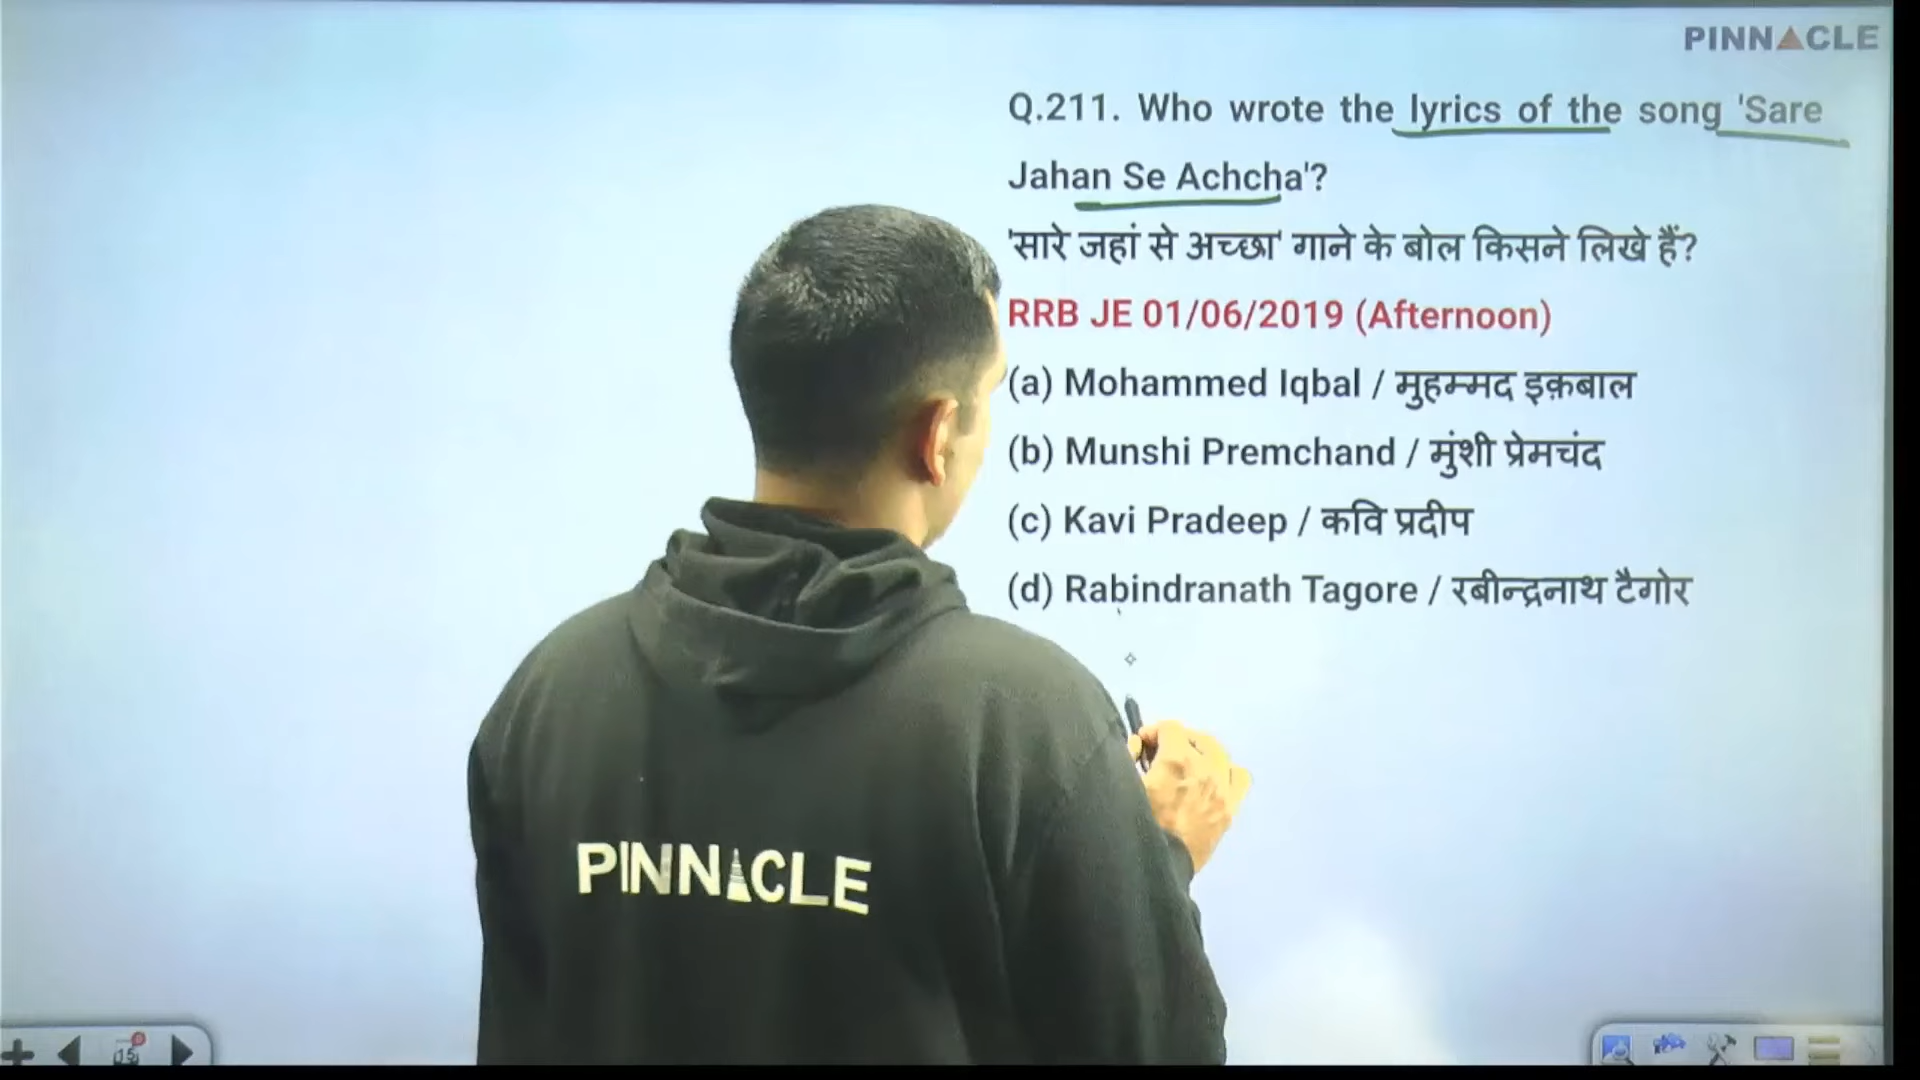 PINNACLE
Q.211. Who wrote the lyrics of the song 'Sare
Jahan Se Achcha'?
'सारे जहां से अच्छा' गाने के बोल किसने लिखे हैं?
RRB JE 01/06/2019 (Afternoon)
(a) Mohammed Iqbal / मुहम्मद इक़बाल
(b) Munshi Premchand / मुंशी प्रेमचंद
(c) Kavi Pradeep / कवि प्रदीप
(d) Rabindranath Tagore / रबीन्द्रनाथ टैगोर
PINNACLE
15